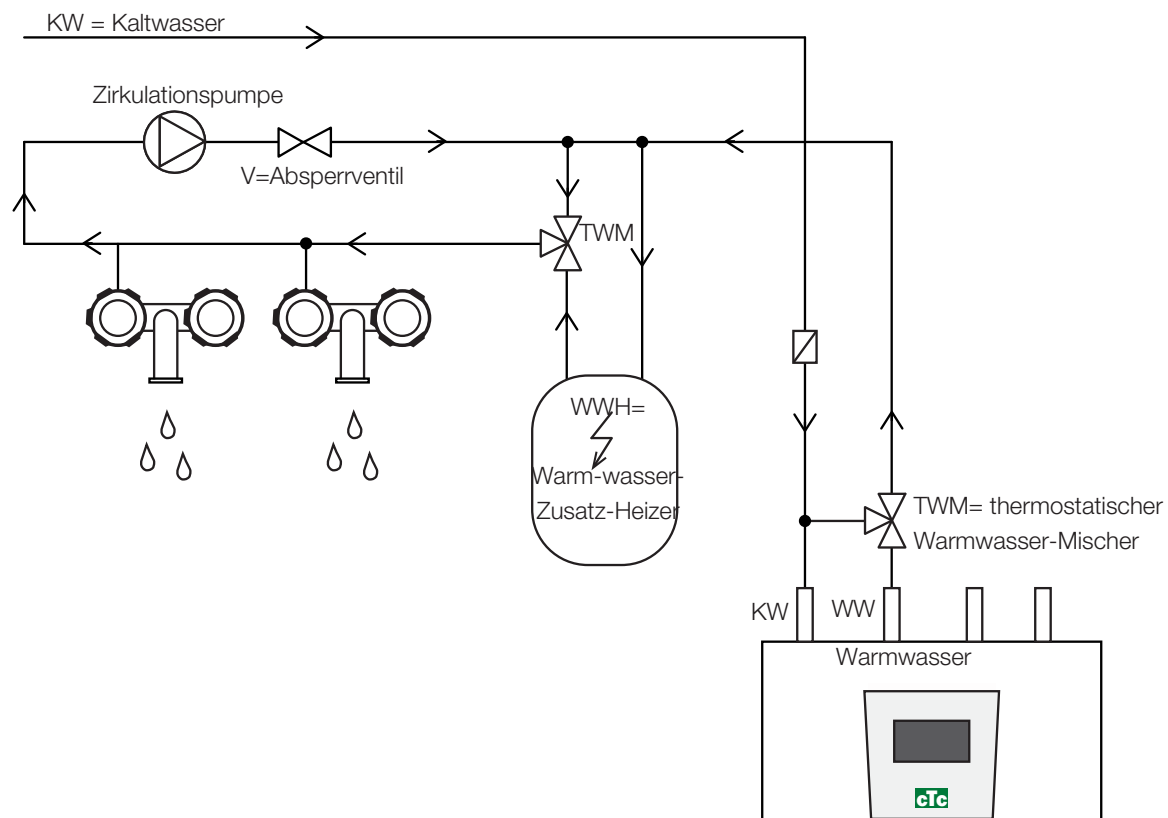 KW = Kaltwasser
Zirkulationspumpe
V=Absperrventil
TWM
WWH=
Warm-wasser-
Zusatz-Heizer
TWM= thermostatischer
Warmwasser-Mischer
KW
WW
Warmwasser
cTc